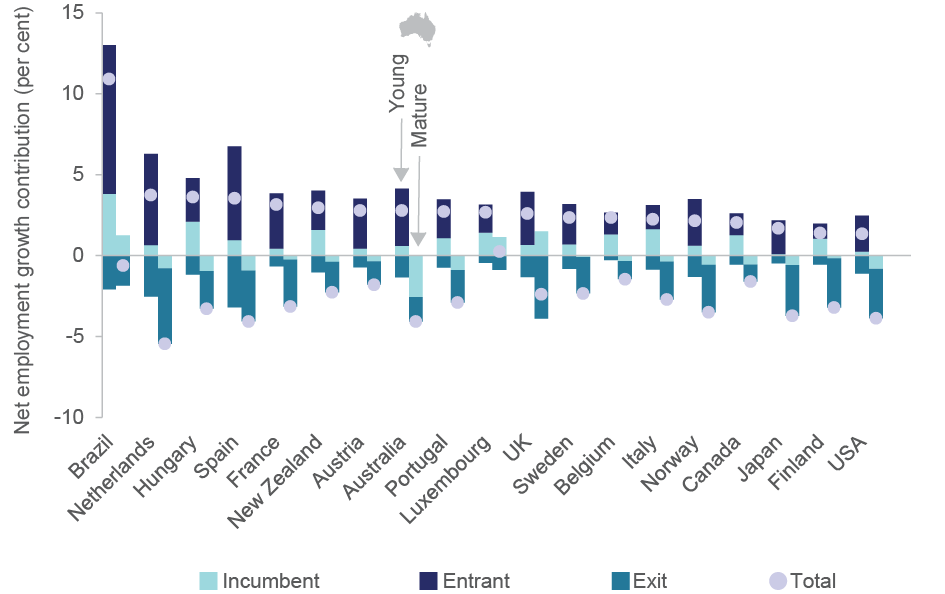 Net employment growth contribution (per cent)
15
10
5
0
-5
-10
Young
Mature
Brazil
Netherlands
Hungary
Spain
France
New Zealand
Austria
Australia
Portugal
Luxembourg
UK
Sweden
Belgium
Italy
Norway
Canada
Japan
Finland
USA
Incumbent
Entrant
Exit
Total